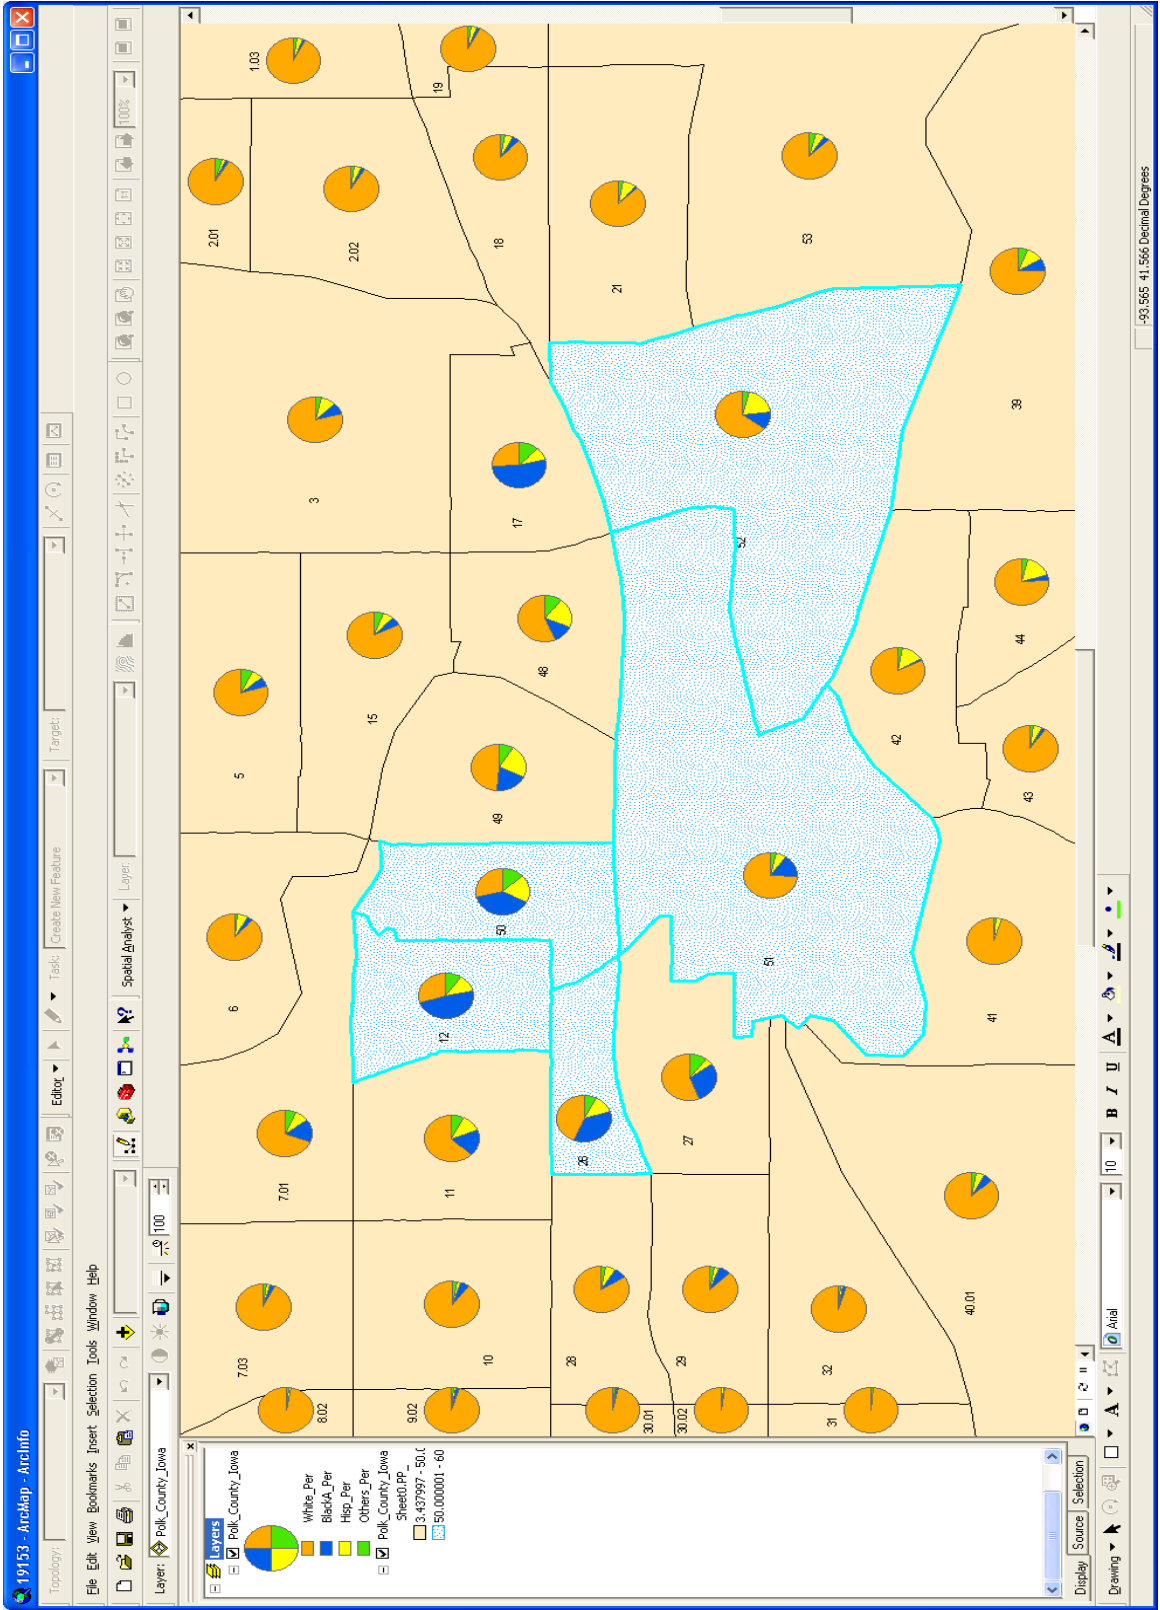 19153 - ArcMap - ArcInfo
Topology:
Editor
Task:
Create New Feature
Target:
File Edit View Bookmarks Insert Selection Tools Window Help
Spatial Analyst
Layer:
100%
Layer:
Polk_County_Iowa
100
Layers
Polk_County_Iowa
White_Per
BlackA_Per
Hisp_Per
Others_Per
Polk_County_Iowa
Sheet0.PP_
3.437997 - 50.0
50.000001 - 60
Display Source Selection
8.02
7.03
7.01
6
5
3
2.01
1.03
2.02
9.02
10
11
12
50
49
15
48
17
18
19
30.01
28
26
21
30.02
29
27
52
53
31
32
51
42
40.01
41
43
44
39
Drawing
Arial
10
B I U
A
-93.565 41.566 Decimal Degrees